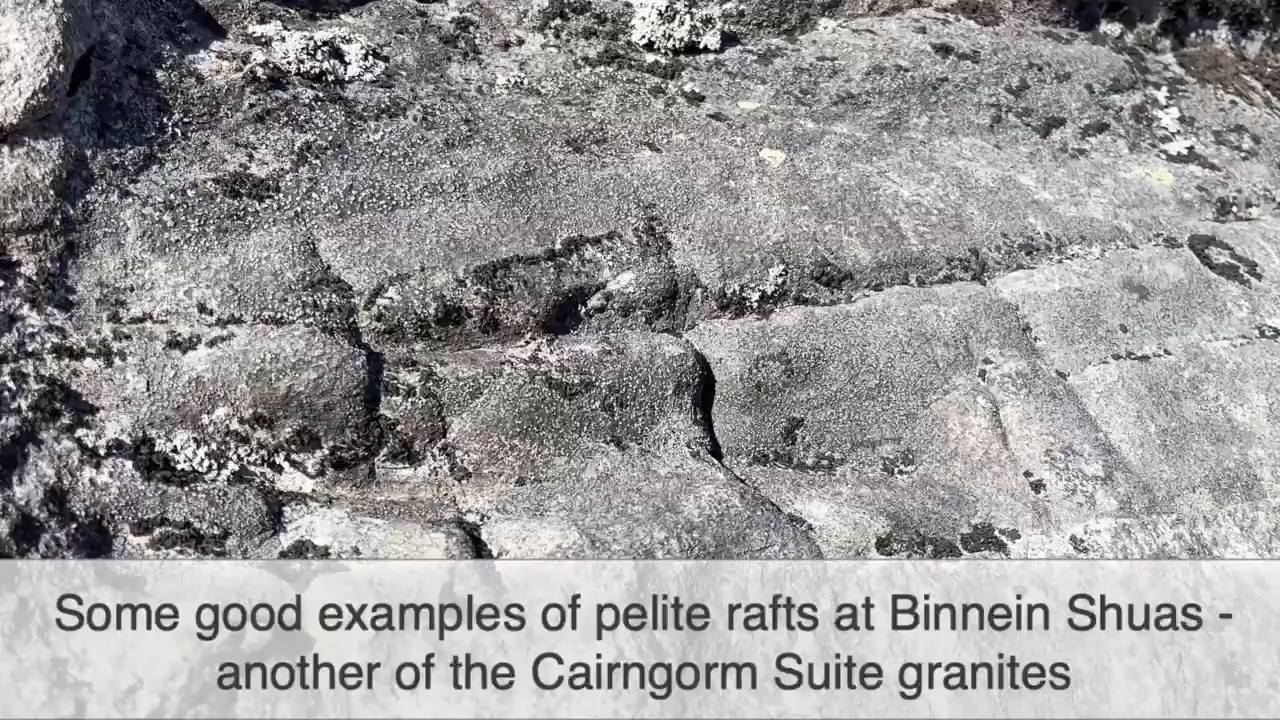 Some good examples of pelite rafts at Binnein Shuas -
another of the Cairngorm Suite granites